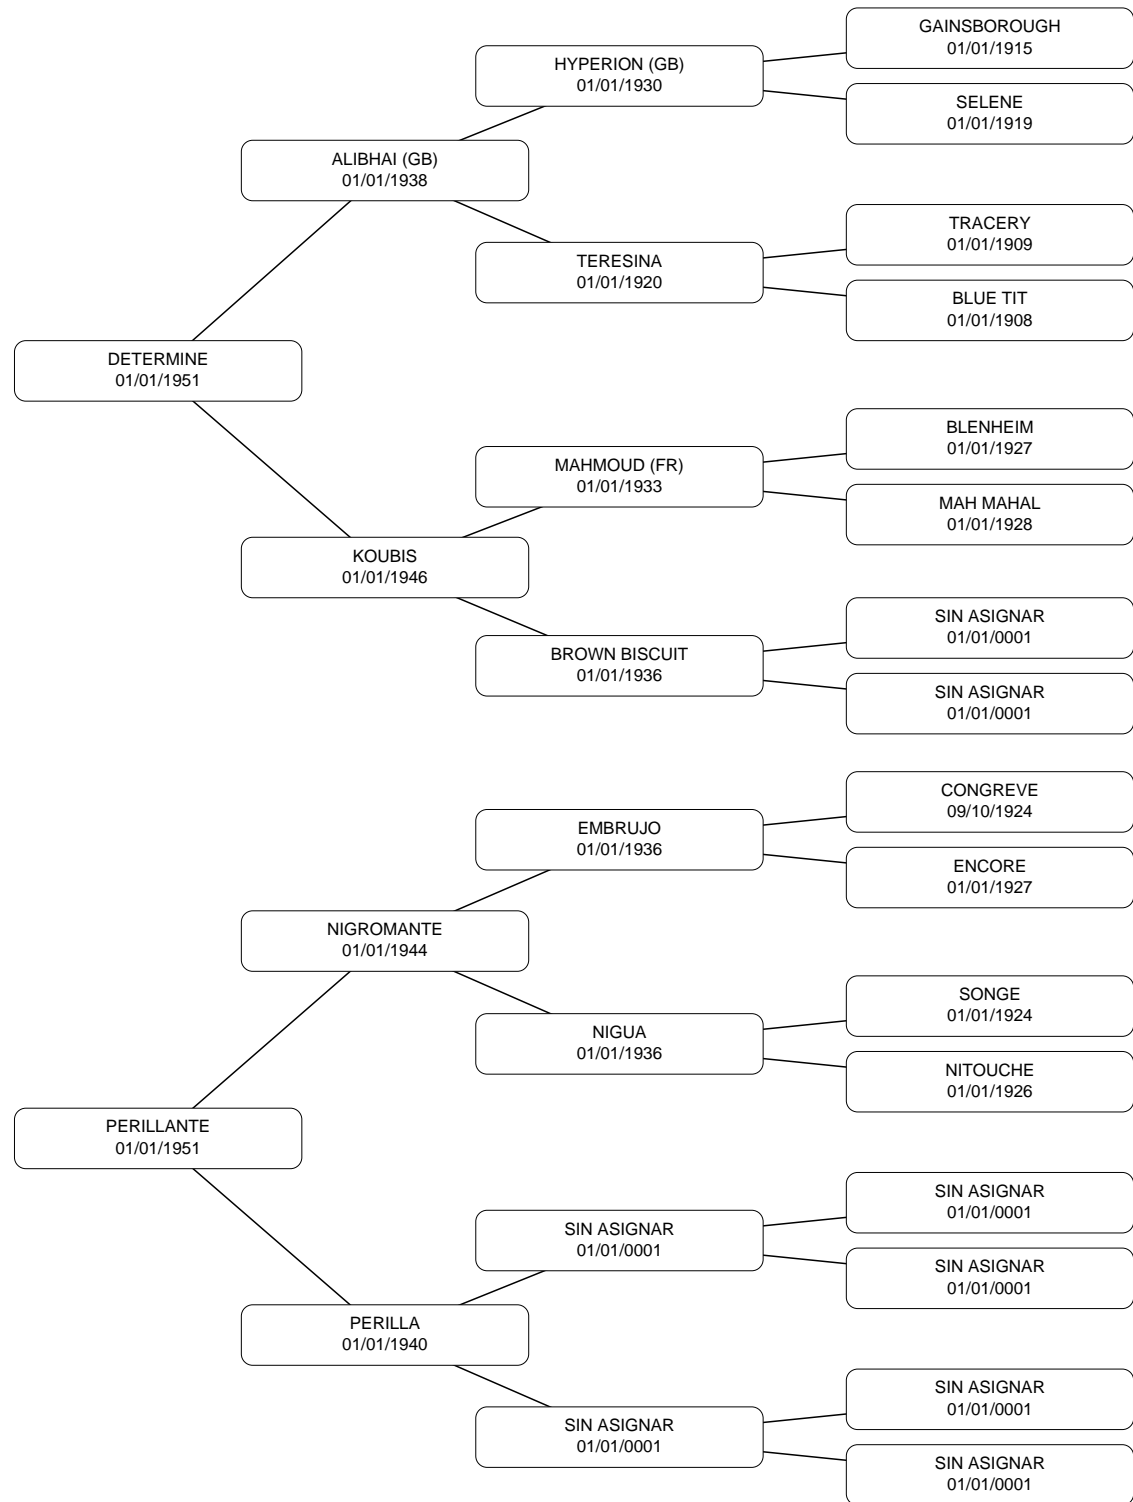 GAINSBOROUGH
01/01/1915
HYPERION (GB)
01/01/1930
SELENE
01/01/1919
ALIBHAI (GB)
01/01/1938
TRACERY
01/01/1909
TERESINA
01/01/1920
BLUE TIT
01/01/1908
DETERMINE
01/01/1951
BLENHEIM
01/01/1927
MAHMOUD (FR)
01/01/1933
MAH MAHAL
01/01/1928
KOUBIS
01/01/1946
SIN ASIGNAR
01/01/0001
BROWN BISCUIT
01/01/1936
SIN ASIGNAR
01/01/0001
CONGREVE
09/10/1924
EMBRUJO
01/01/1936
ENCORE
01/01/1927
NIGROMANTE
01/01/1944
SONGE
01/01/1924
NIGUA
01/01/1936
NITOUCHE
01/01/1926
PERILLANTE
01/01/1951
SIN ASIGNAR
01/01/0001
SIN ASIGNAR
01/01/0001
SIN ASIGNAR
01/01/0001
PERILLA
01/01/1940
SIN ASIGNAR
01/01/0001
SIN ASIGNAR
01/01/0001
SIN ASIGNAR
01/01/0001